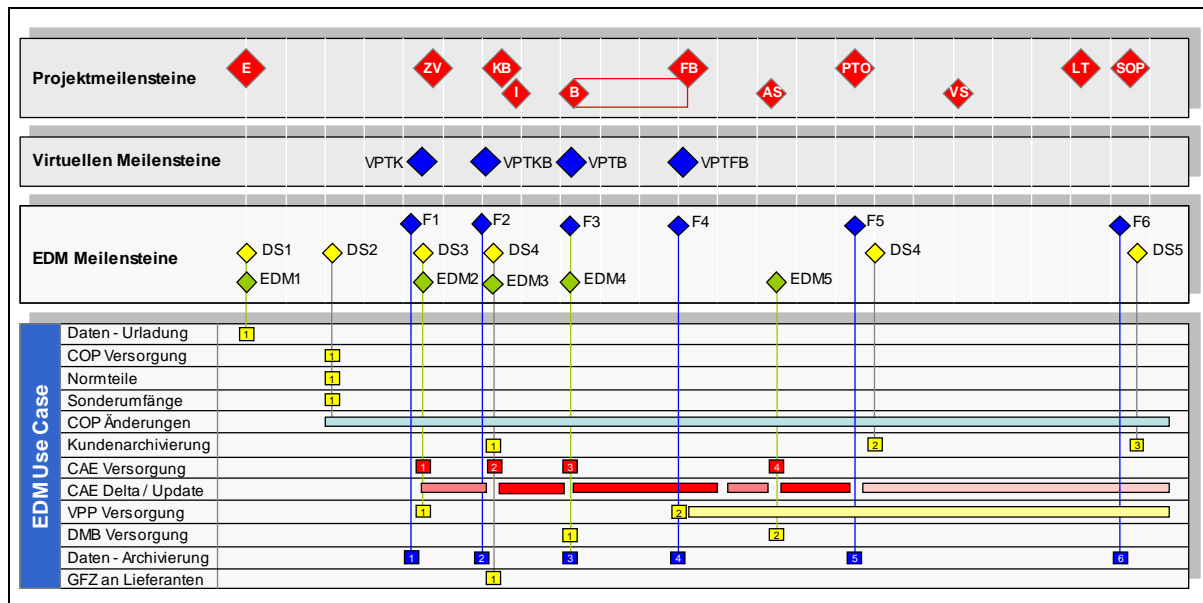 E ZV KB FB PTO LT SOP
Projektmeilensteine
I B AS VS
Virtuellen Meilensteine VPTK VPTKB VPTB VPTFB
F1 F2 F3 F4 F5 F6
EDM Meilensteine DS1 DS2 DS3 DS4 DS4 DS5
EDM1 EDM2 EDM3 EDM4 EDM5
EDM Use Case
Daten - Urladung 1
COP Versorgung 1
Normteile 1
Sonderumfänge 1
COP Änderungen
Kundenarchivierung 1 2 3
CAE Versorgung 1 2 3 4
CAE Delta / Update
VPP Versorgung 1 2
DMB Versorgung 1 2
Daten - Archivierung 1 2 3 4 5 6
GFZ an Lieferanten 1